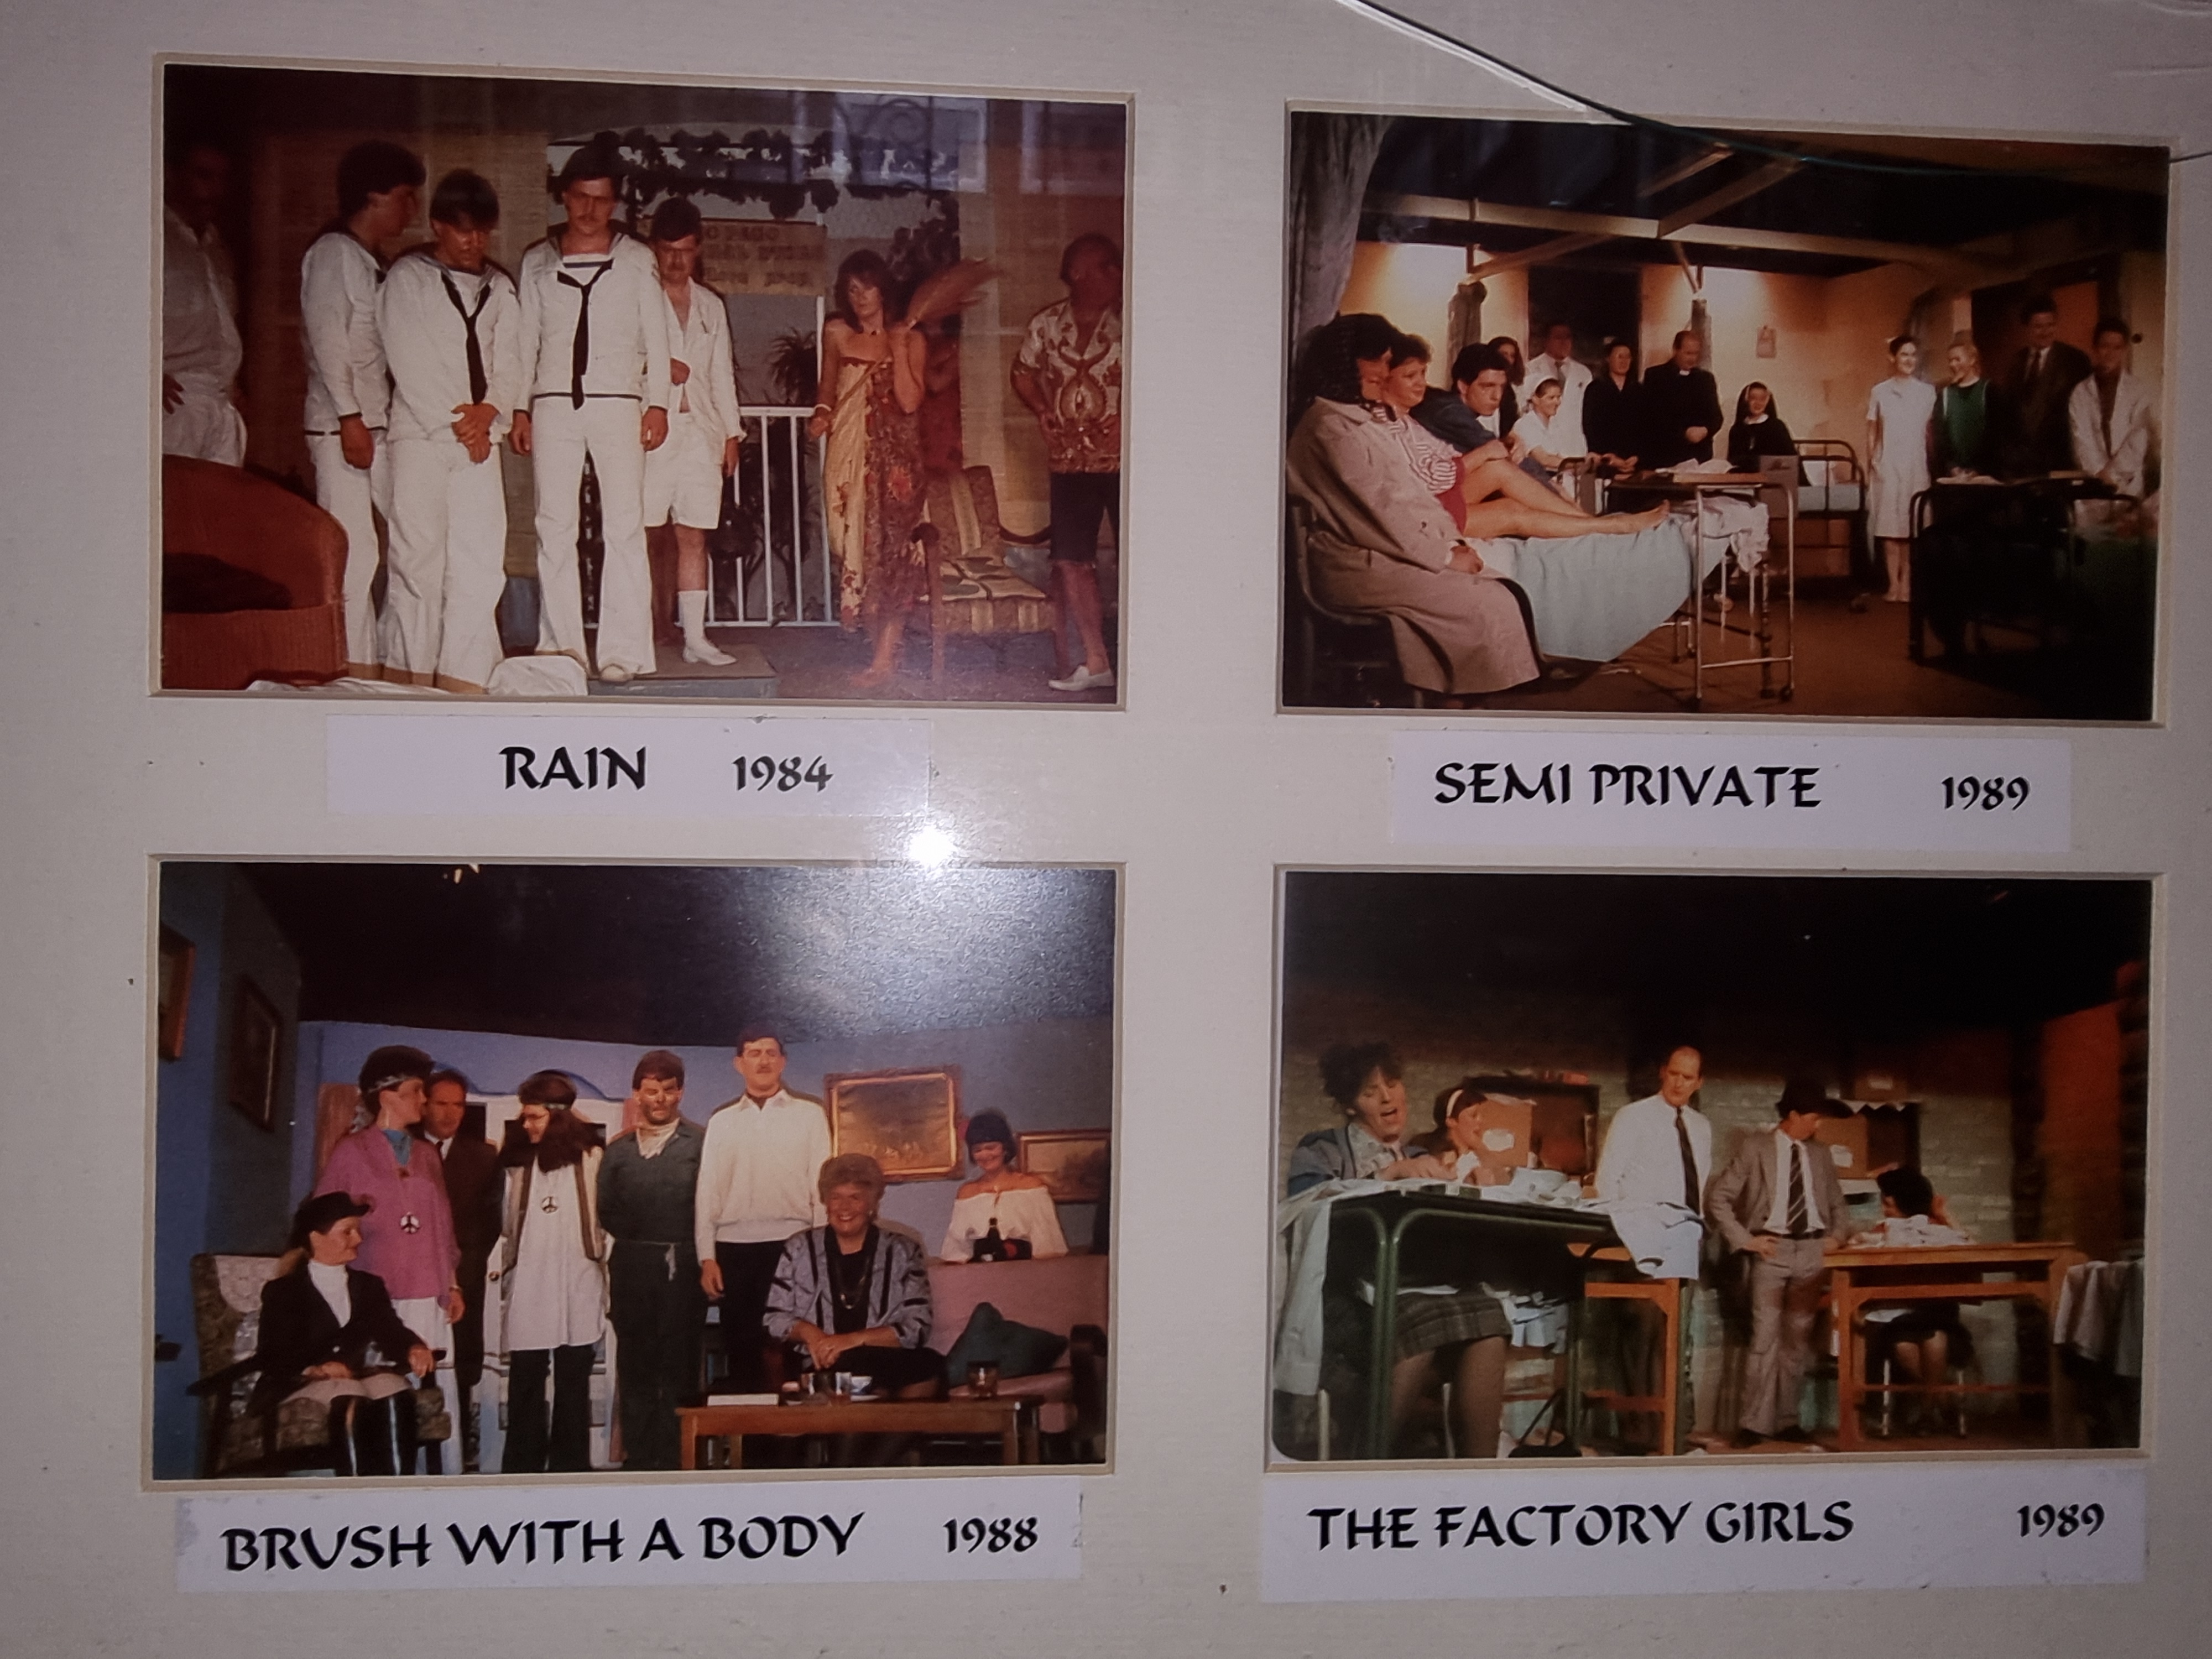 RAIN 1984
SEMI PRIVATE 1989
BRUSH WITH A BODY 1988
THE FACTORY GIRLS 1989